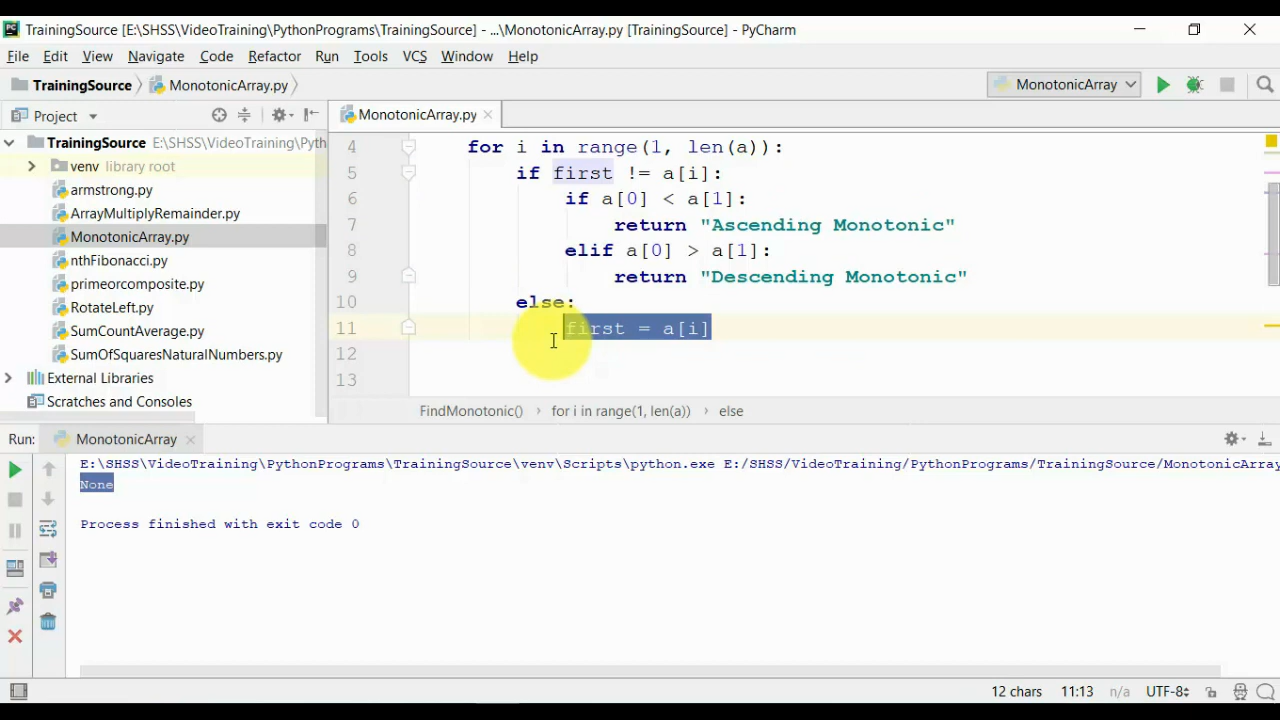 TrainingSource [E:\SHSS\VideoTraining\PythonPrograms\TrainingSource] - ...\MonotonicArray.py [TrainingSource] - PyCharm
File Edit View Navigate Code Refactor Run Tools VCS Window Help
TrainingSource MonotonicArray.py MonotonicArray
Project
MonotonicArray.py
TrainingSource E:\SHSS\VideoTraining\Pyth
venv library root
armstrong.py
ArrayMultiplyRemainder.py
MonotonicArray.py
nthFibonacci.py
primeorcomposite.py
RotateLeft.py
SumCountAverage.py
SumOfSquaresNaturalNumbers.py
External Libraries
Scratches and Consoles
4 for i in range(1, len(a)):
5 if first != a[i]:
6 if a[0] < a[1]:
7 return "Ascending Monotonic"
8 elif a[0] > a[1]:
9 return "Descending Monotonic"
10 else:
11 first = a[i]
12
13
FindMonotonic() › for i in range(1, len(a)) › else
Run: MonotonicArray
E:\SHSS\VideoTraining\PythonPrograms\TrainingSource\venv\Scripts\python.exe E:/SHSS/VideoTraining/PythonPrograms/TrainingSource/MonotonicArray
None
Process finished with exit code 0
12 chars 11:13 n/a UTF-8